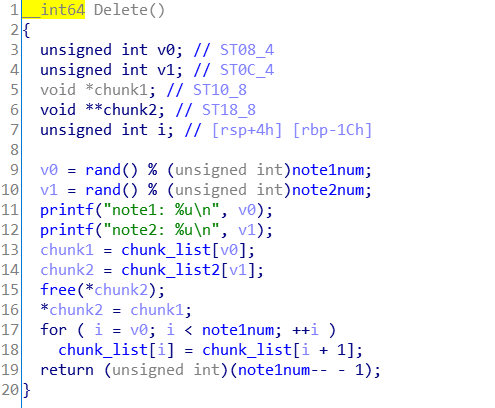 1 __int64 Delete()
2 {
3   unsigned int v0; // ST08_4
4   unsigned int v1; // ST0C_4
5   void *chunk1; // ST10_8
6   void **chunk2; // ST18_8
7   unsigned int i; // [rsp+4h] [rbp-1Ch]
8
9   v0 = rand() % (unsigned int)note1num;
10   v1 = rand() % (unsigned int)note2num;
11   printf("note1: %u\n", v0);
12   printf("note2: %u\n", v1);
13   chunk1 = chunk_list[v0];
14   chunk2 = chunk_list2[v1];
15   free(*chunk2);
16   *chunk2 = chunk1;
17   for ( i = v0; i < note1num; ++i )
18     chunk_list[i] = chunk_list[i + 1];
19   return (unsigned int)(note1num-- - 1);
20 }